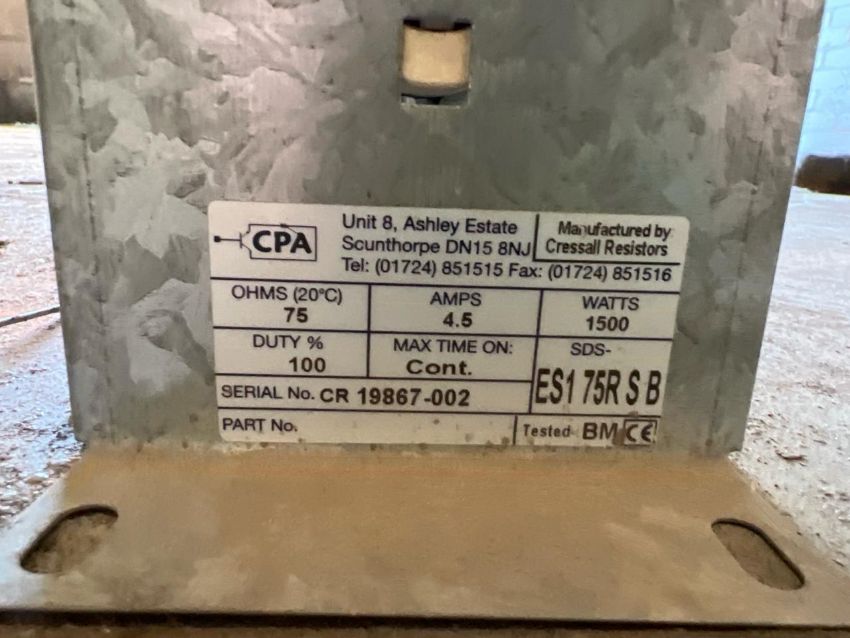 CPA
Unit 8, Ashley Estate
Scunthorpe DN15 8NJ
Tel: (01724) 851515 Fax: (01724) 851516
Manufactured by
Cressall Resistors
OHMS (20°C)
75
AMPS
4.5
WATTS
1500
DUTY %
100
MAX TIME ON:
Cont.
SDS-
ES1 75R S B
SERIAL No. CR 19867-002
PART No.
Tested BM CE